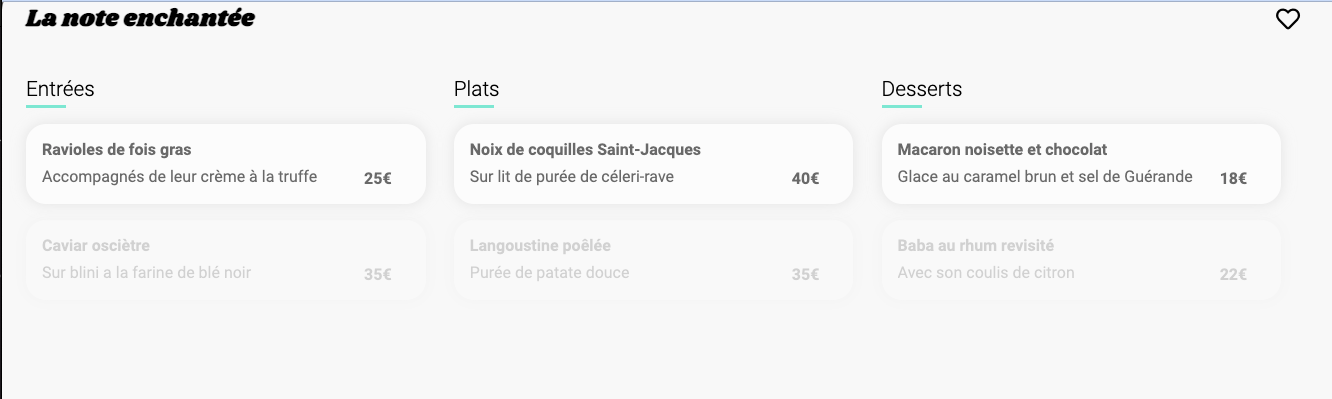 La note enchantée
Entrées
Ravioles de fois gras
Accompagnés de leur crème à la truffe
25€
Caviar osciètre
Sur blini a la farine de blé noir
35€
Plats
Noix de coquilles Saint-Jacques
Sur lit de purée de céleri-rave
40€
Langoustine poêlée
Purée de patate douce
35€
Desserts
Macaron noisette et chocolat
Glace au caramel brun et sel de Guérande
18€
Baba au rhum revisité
Avec son coulis de citron
22€